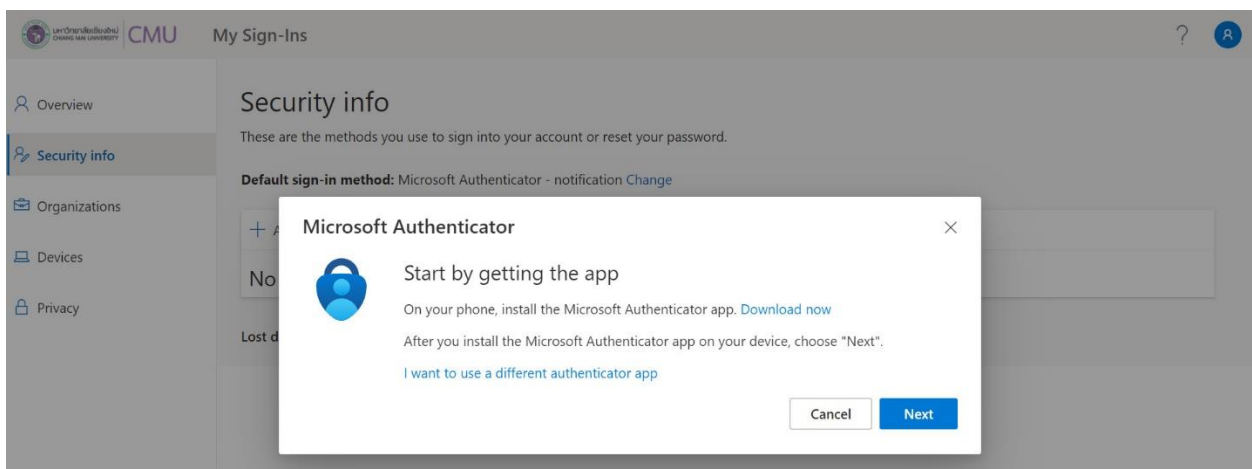 มหาวิทยาลัยเชียงใหม่
CHIANG MAI UNIVERSITY
CMU
My Sign-Ins
?
A
Overview
Security info
Organizations
Devices
Privacy
Security info
These are the methods you use to sign into your account or reset your password.
Default sign-in method: Microsoft Authenticator - notification Change
+ A
No
Lost d
Microsoft Authenticator
Start by getting the app
On your phone, install the Microsoft Authenticator app. Download now
After you install the Microsoft Authenticator app on your device, choose "Next".
I want to use a different authenticator app
Cancel
Next